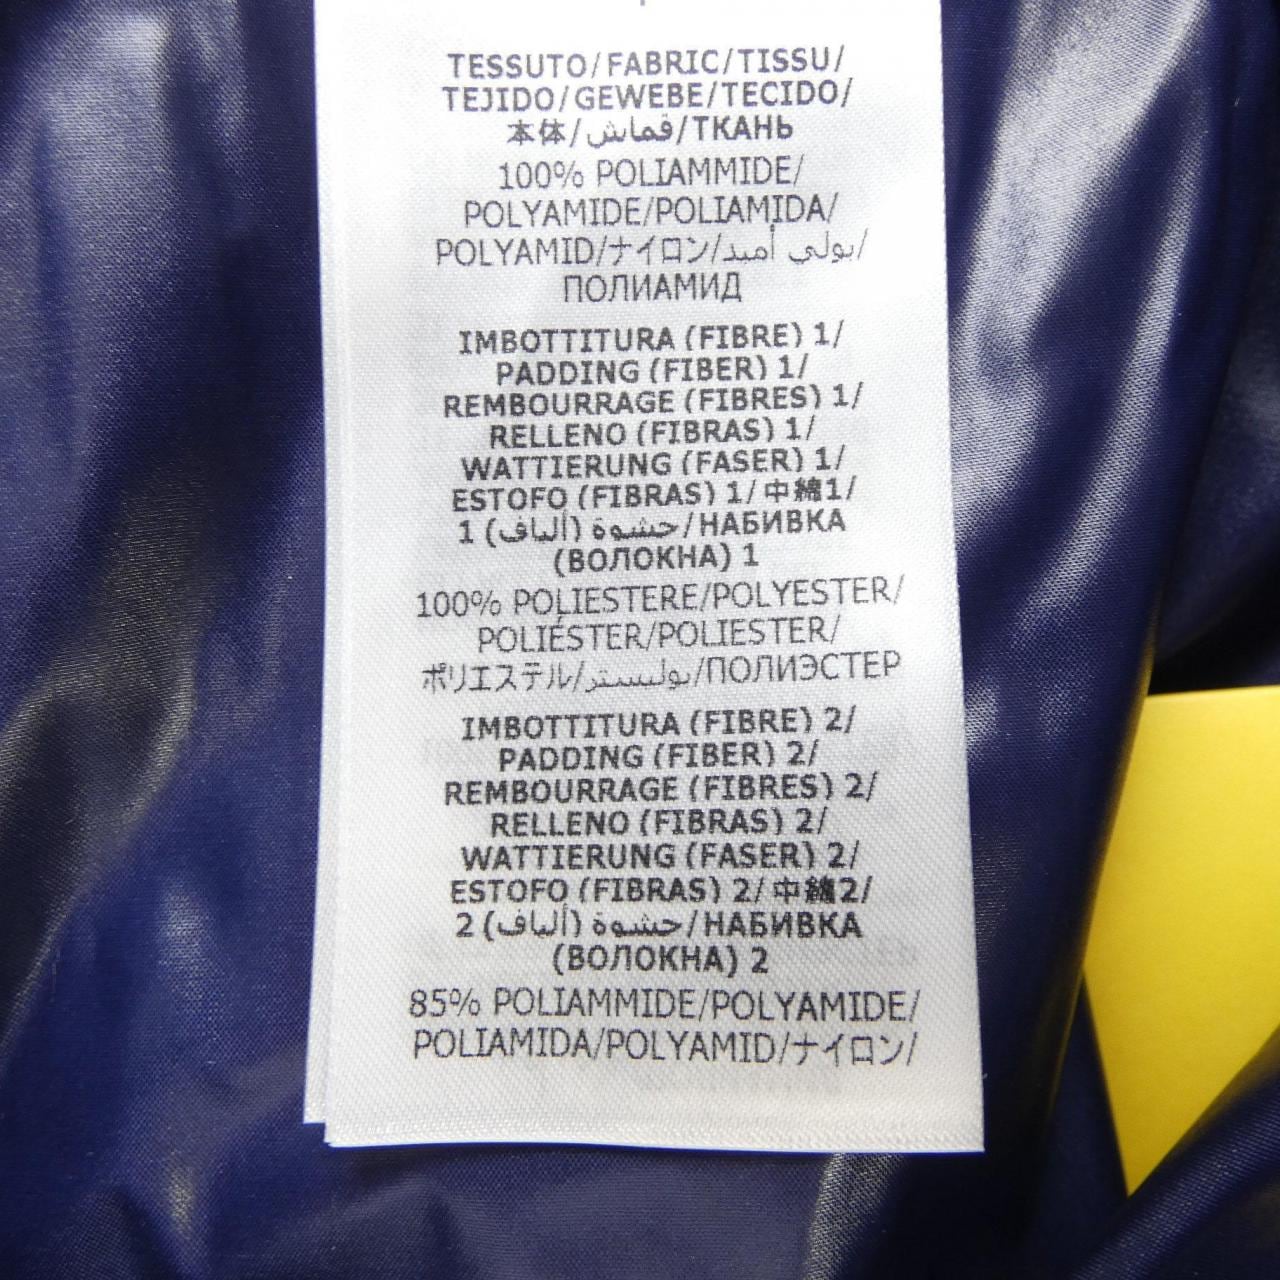 TESSUTO/FABRIC/TISSU/
TEJIDO/GEWEBE/TECIDO/
本体/قماش/ТКАНЬ
100% POLIAMMIDE/
POLYAMIDE/POLIAMIDA/
POLYAMID/ナイロン/بولي أميد/
ПОЛИАМИД
IMBOTTITURA (FIBRE) 1/
PADDING (FIBER) 1/
REMBOURRAGE (FIBRES) 1/
RELLENO (FIBRAS) 1/
WATTIERUNG (FASER) 1/
ESTOFO (FIBRAS) 1/中綿1/
حشوة (ألياف) 1/НАБИВКА
(ВОЛОКНА) 1
100% POLIESTERE/POLYESTER/
POLIÉSTER/POLIESTER/
ポリエステル/بوليستر/ПОЛИЭСТЕР
IMBOTTITURA (FIBRE) 2/
PADDING (FIBER) 2/
REMBOURRAGE (FIBRES) 2/
RELLENO (FIBRAS) 2/
WATTIERUNG (FASER) 2/
ESTOFO (FIBRAS) 2/中綿2/
حشوة (ألياف) 2/НАБИВКА
(ВОЛОКНА) 2
85% POLIAMMIDE/POLYAMIDE/
POLIAMIDA/POLYAMID/ナイロン/